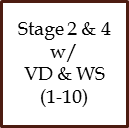 Stage 2 & 4
w/
VD & WS
(1-10)